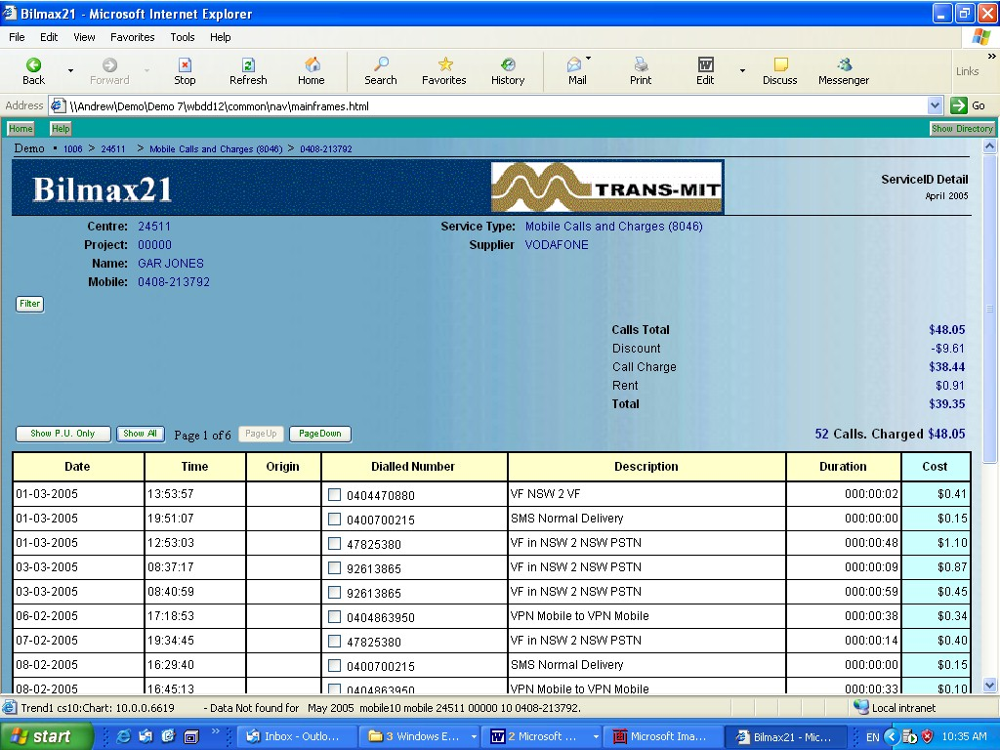 Bilmax21 - Microsoft Internet Explorer
File Edit View Favorites Tools Help
Back Forward Stop Refresh Home Search Favorites History Mail Print Edit Discuss Messenger Links »
Address \\Andrew\Demo\Demo 7\wbdd12\common\nav\mainframes.html Go
Home Help Show Directory
Demo • 1006 > 24511 > Mobile Calls and Charges (8046) > 0408-213792
Bilmax21 TRANS-MIT ServiceID Detail
April 2005
Centre: 24511 Service Type: Mobile Calls and Charges (8046)
Project: 00000 Supplier VODAFONE
Name: GAR JONES
Mobile: 0408-213792
Filter
Calls Total $48.05
Discount -$9.61
Call Charge $38.44
Rent $0.91
Total $39.35
Show P.U. Only Show All Page 1 of 6 PageUp PageDown 52 Calls. Charged $48.05
Date Time Origin Dialled Number Description Duration Cost
01-03-2005 13:53:57 0404470880 VF NSW 2 VF 000:00:02 $0.41
01-03-2005 19:51:07 0400700215 SMS Normal Delivery 000:00:00 $0.15
01-03-2005 12:53:03 47825380 VF in NSW 2 NSW PSTN 000:00:48 $1.10
03-03-2005 08:37:17 92613865 VF in NSW 2 NSW PSTN 000:00:09 $0.87
03-03-2005 08:40:59 92613865 VF in NSW 2 NSW PSTN 000:00:59 $0.45
06-02-2005 17:18:53 0404863950 VPN Mobile to VPN Mobile 000:00:38 $0.34
07-02-2005 19:34:45 47825380 VF in NSW 2 NSW PSTN 000:00:14 $0.40
08-02-2005 16:29:40 0400700215 SMS Normal Delivery 000:00:00 $0.15
08-02-2005 16:45:13 0404863950 VPN Mobile to VPN Mobile 000:00:33 $0.10
Trend1 cs10:Chart: 10.0.0.6619 - Data Not found for May 2005 mobile10 mobile 24511 00000 10 0408-213792. Local intranet
start » Inbox - Outlo... 3 Windows E... 2 Microsoft ... Microsoft Ima... Bilmax21 - Mic... EN 10:35 AM